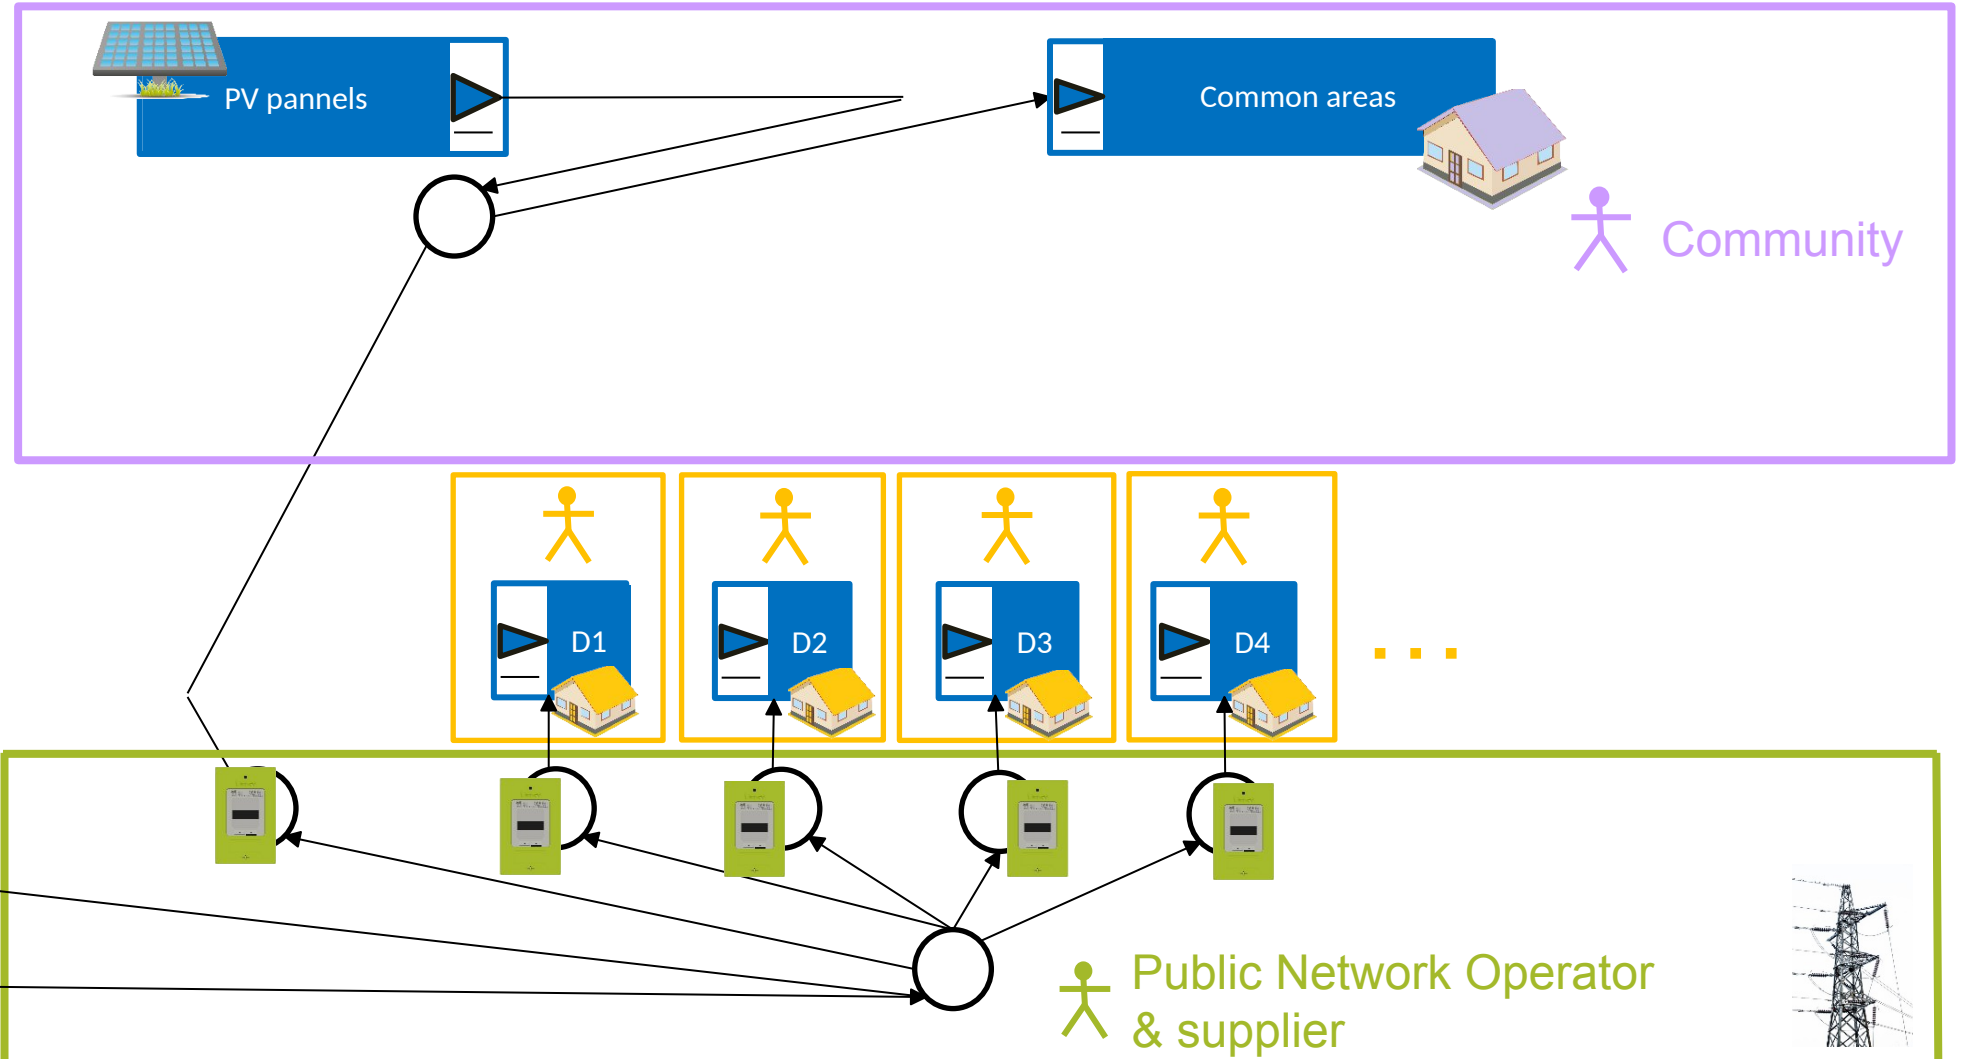 PV pannels
Common areas
Community
D1
D2
D3
D4
...
Public Network Operator
& supplier